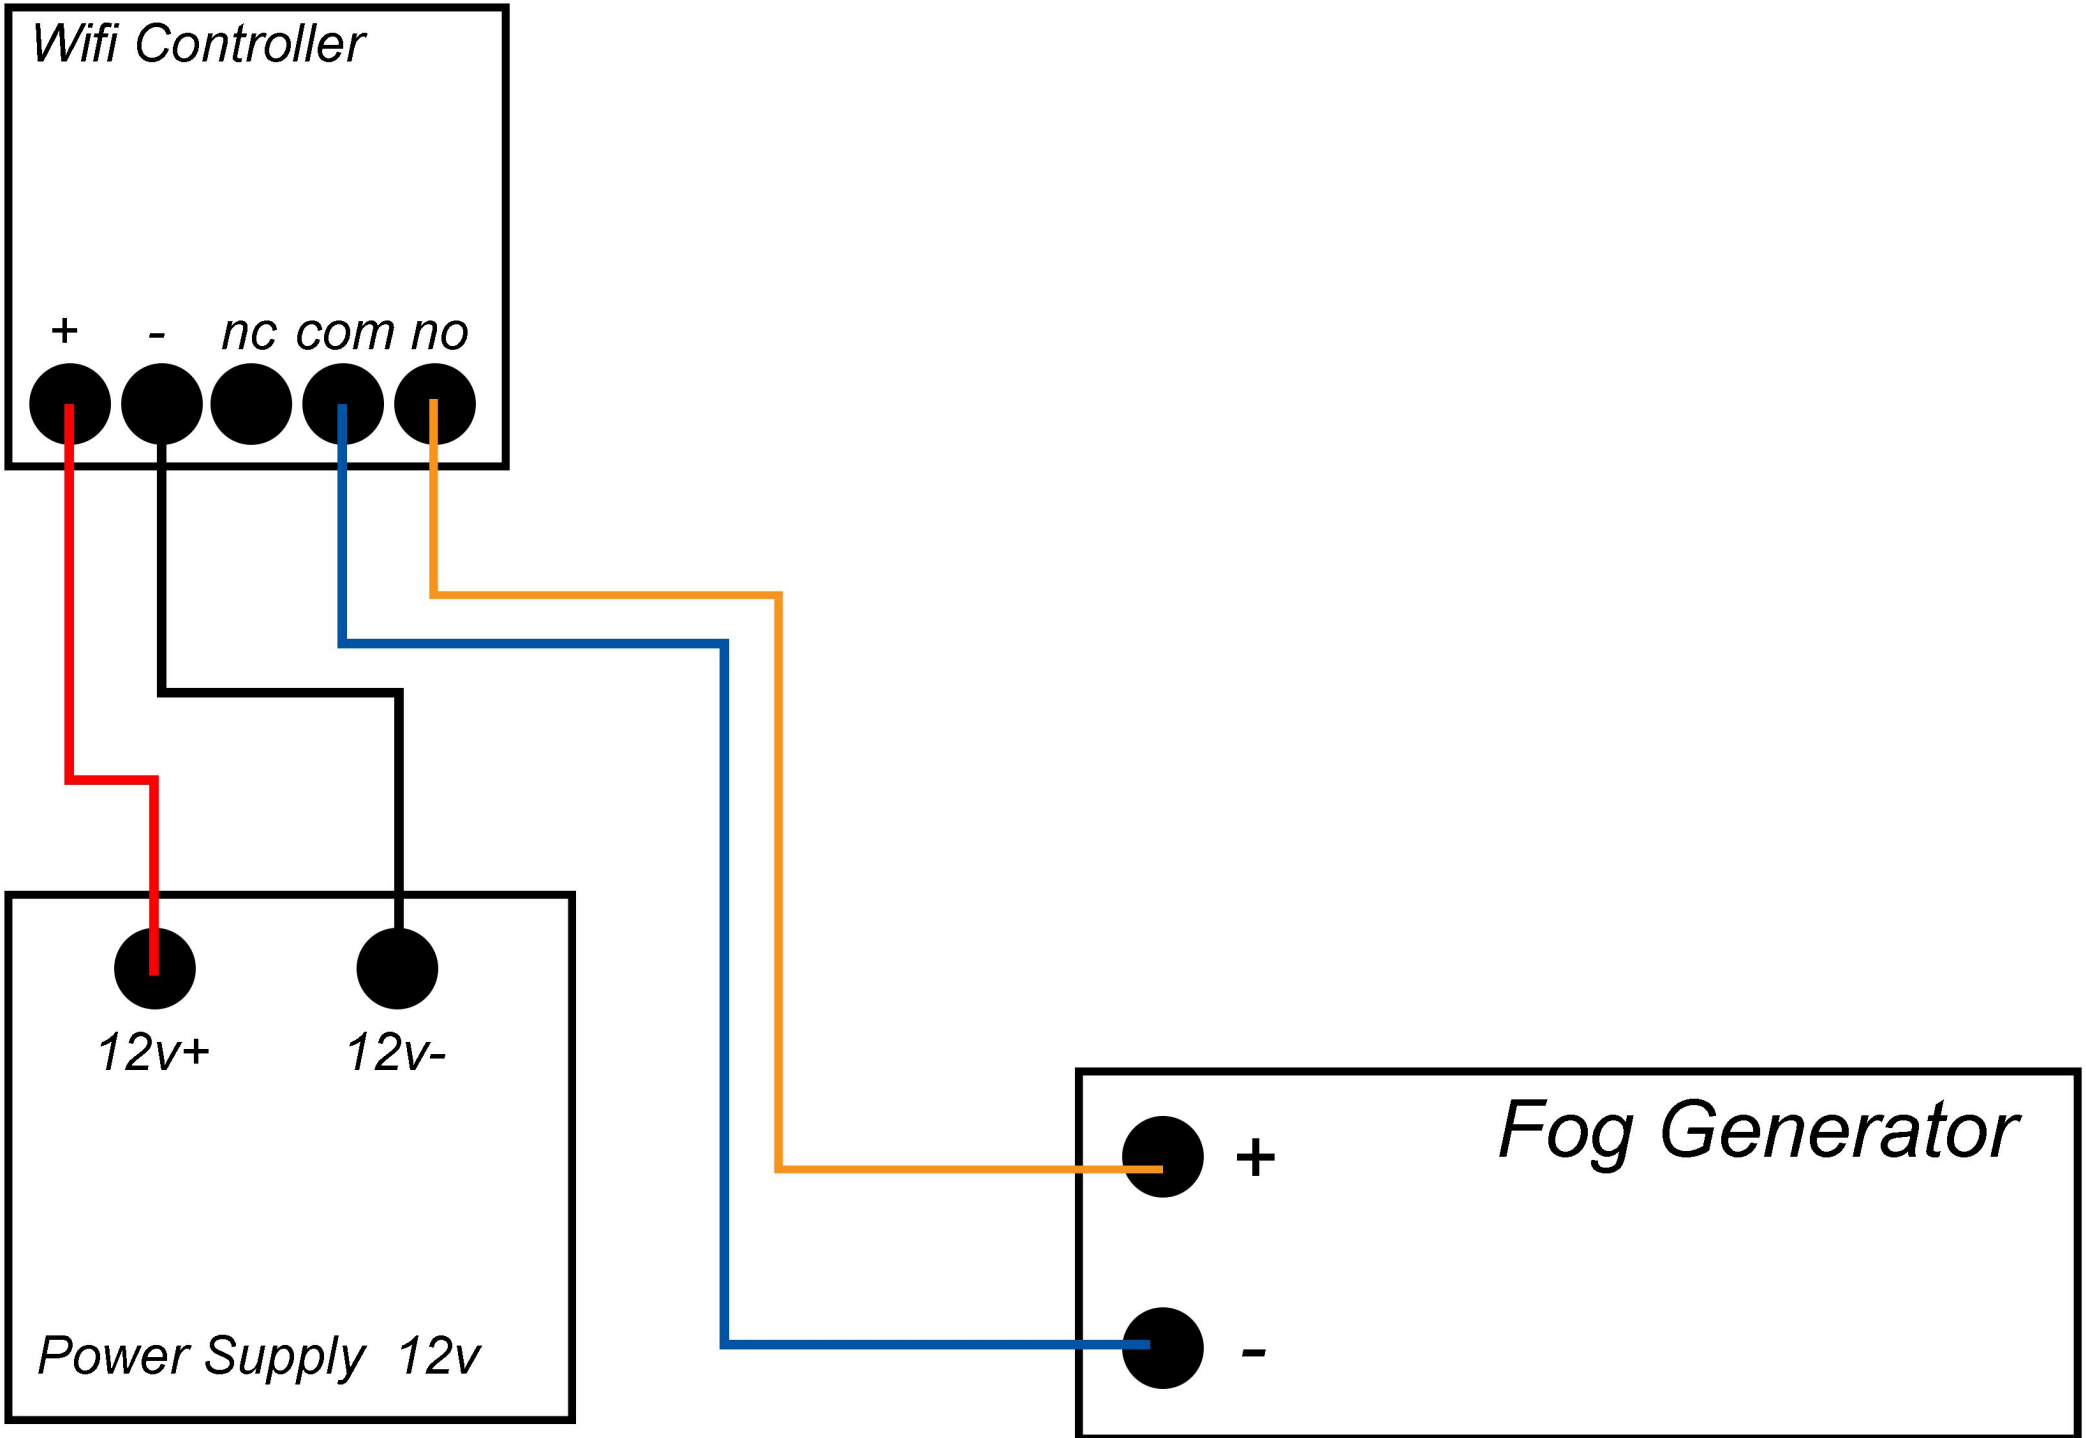 Wifi Controller
+ - nc com no
12v+ 12v-
Power Supply 12v
Fog Generator
+
-